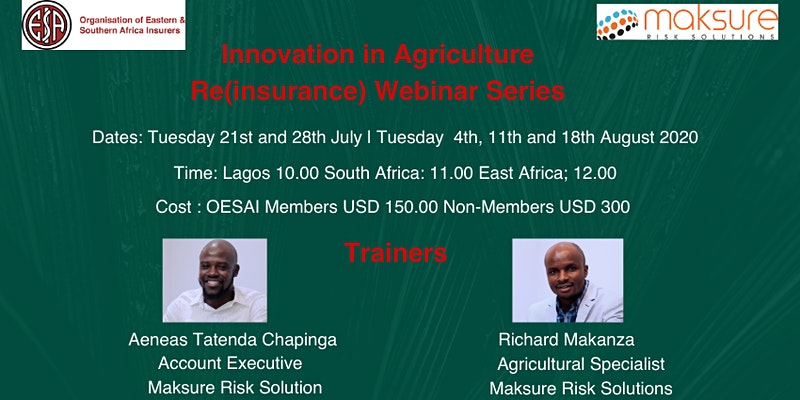 Organisation of Eastern &
Southern Africa Insurers
ESA
maksure
RISK SOLUTIONS
Innovation in Agriculture
Re(insurance) Webinar Series
Dates: Tuesday 21st and 28th July I Tuesday 4th, 11th and 18th August 2020
Time: Lagos 10.00 South Africa: 11.00 East Africa; 12.00
Cost : OESAI Members USD 150.00 Non-Members USD 300
Trainers
Aeneas Tatenda Chapinga
Account Executive
Maksure Risk Solution
Richard Makanza
Agricultural Specialist
Maksure Risk Solutions